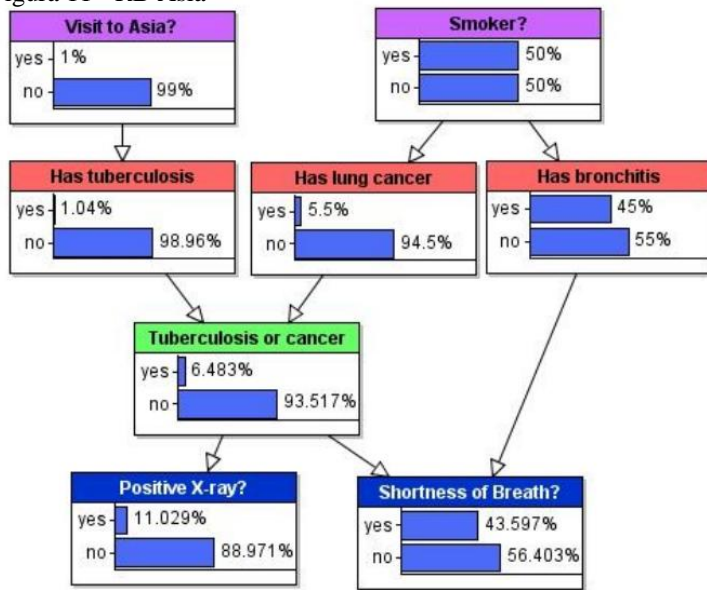 Visit to Asia?
yes 1%
no 99%
Smoker?
yes 50%
no 50%
Has tuberculosis
yes 1.04%
no 98.96%
Has lung cancer
yes 5.5%
no 94.5%
Has bronchitis
yes 45%
no 55%
Tuberculosis or cancer
yes 6.483%
no 93.517%
Positive X-ray?
yes 11.029%
no 88.971%
Shortness of Breath?
yes 43.597%
no 56.403%